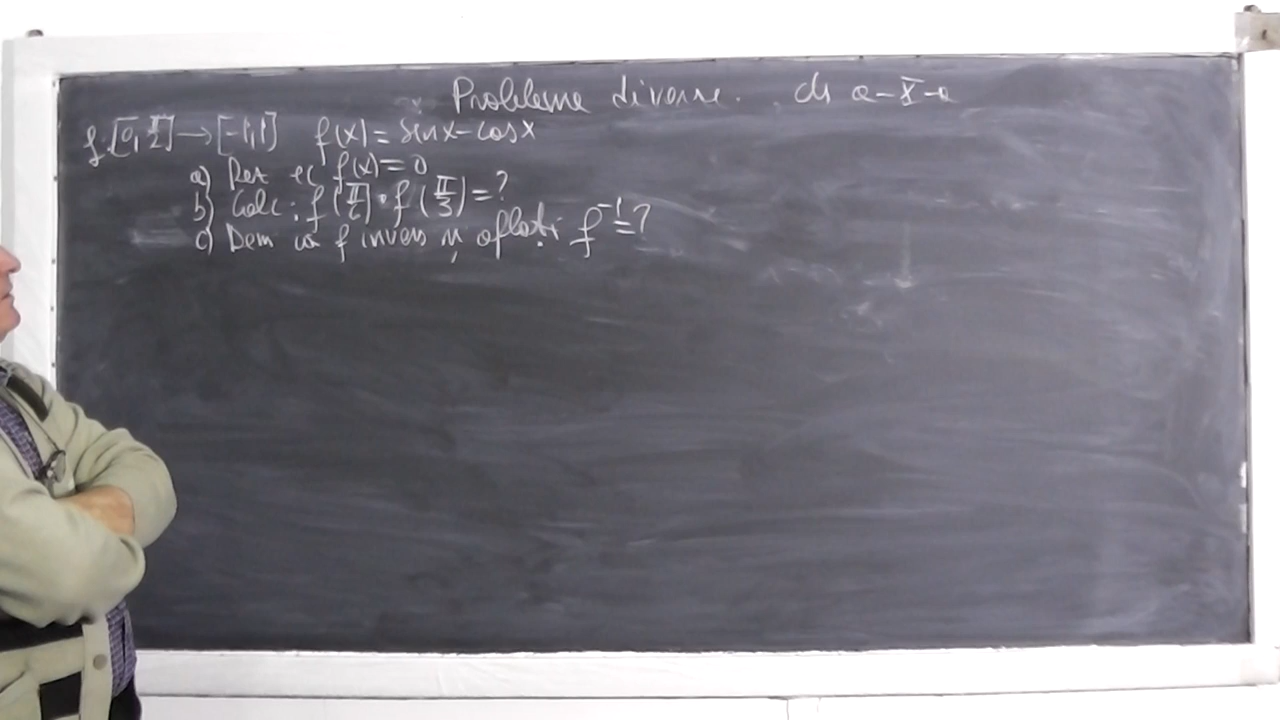 Probleme diverse. cls a-X-a
f:[0,π/2]→[-1,1] f(x)=sinx-cosx
a) Rez ec f(x)=0
b) Calc: f(π/6)·f(π/3)=?
c) Dem că f invers și aflați f⁻¹=?